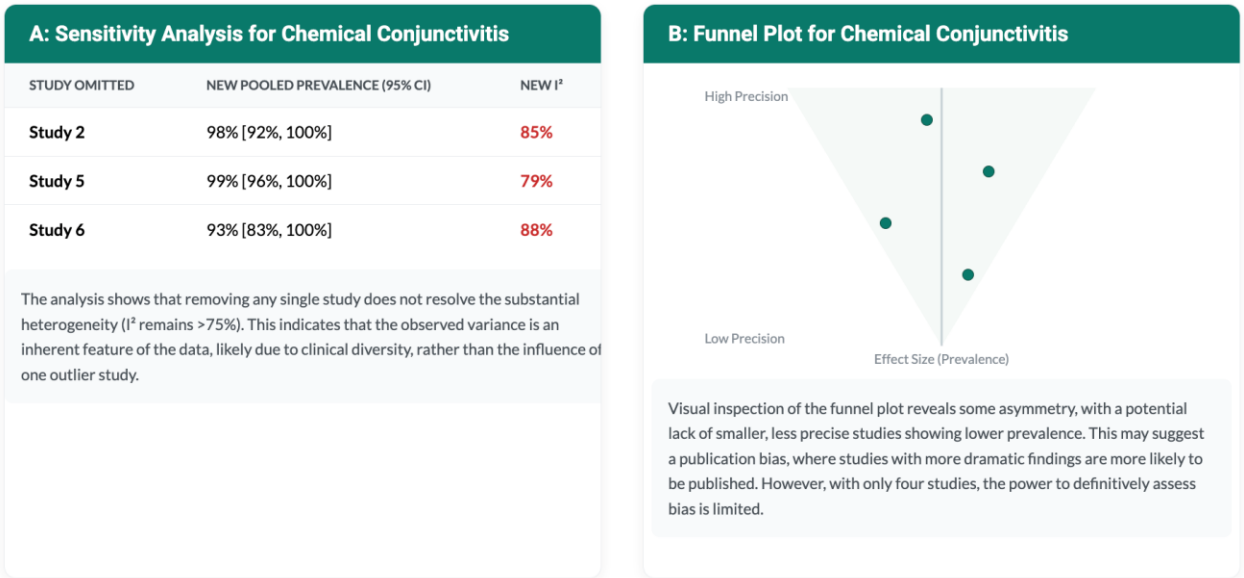 A: Sensitivity Analysis for Chemical Conjunctivitis
STUDY OMITTED NEW POOLED PREVALENCE (95% CI) NEW I²
Study 2 98% [92%, 100%] 85%
Study 5 99% [96%, 100%] 79%
Study 6 93% [83%, 100%] 88%
The analysis shows that removing any single study does not resolve the substantial
heterogeneity (I² remains >75%). This indicates that the observed variance is an
inherent feature of the data, likely due to clinical diversity, rather than the influence of
one outlier study.
B: Funnel Plot for Chemical Conjunctivitis
High Precision
Low Precision
Effect Size (Prevalence)
Visual inspection of the funnel plot reveals some asymmetry, with a potential
lack of smaller, less precise studies showing lower prevalence. This may suggest
a publication bias, where studies with more dramatic findings are more likely to
be published. However, with only four studies, the power to definitively assess
bias is limited.